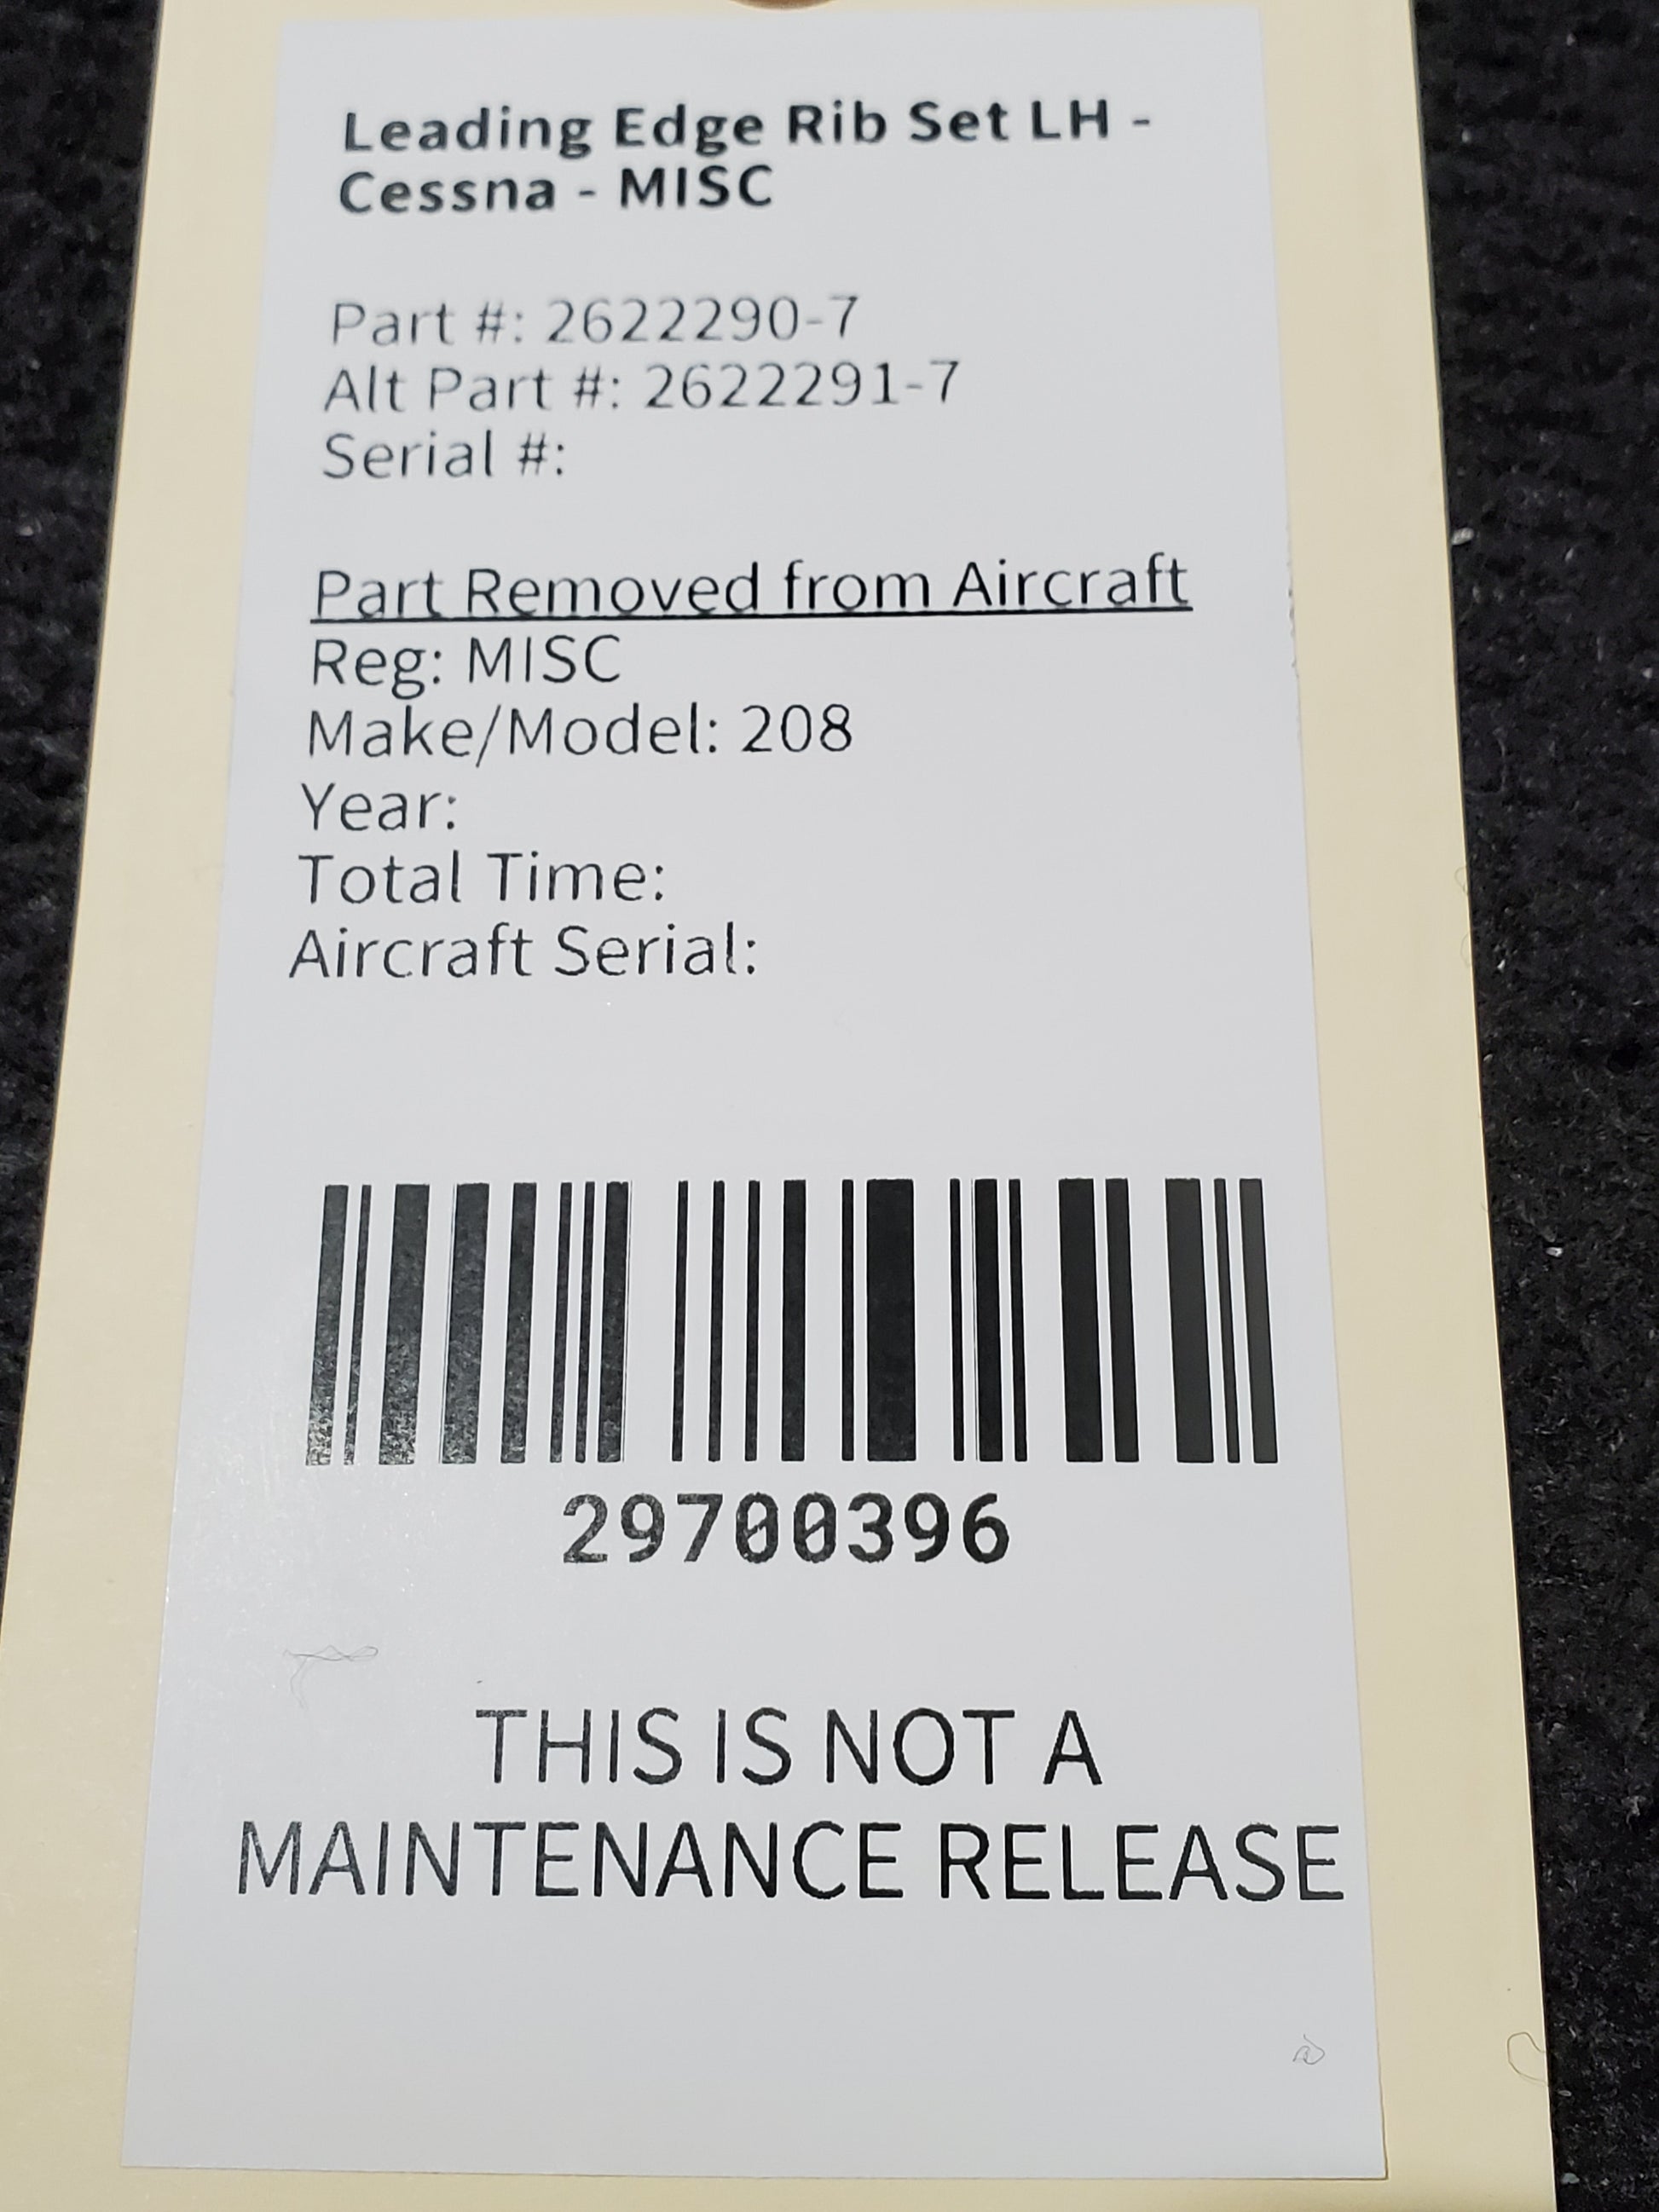 Leading Edge Rib Set LH -
Cessna - MISC
Part #: 2622290-7
Alt Part #: 2622291-7
Serial #:
Part Removed from Aircraft
Reg: MISC
Make/Model: 208
Year:
Total Time:
Aircraft Serial:
29700396
THIS IS NOT A
MAINTENANCE RELEASE